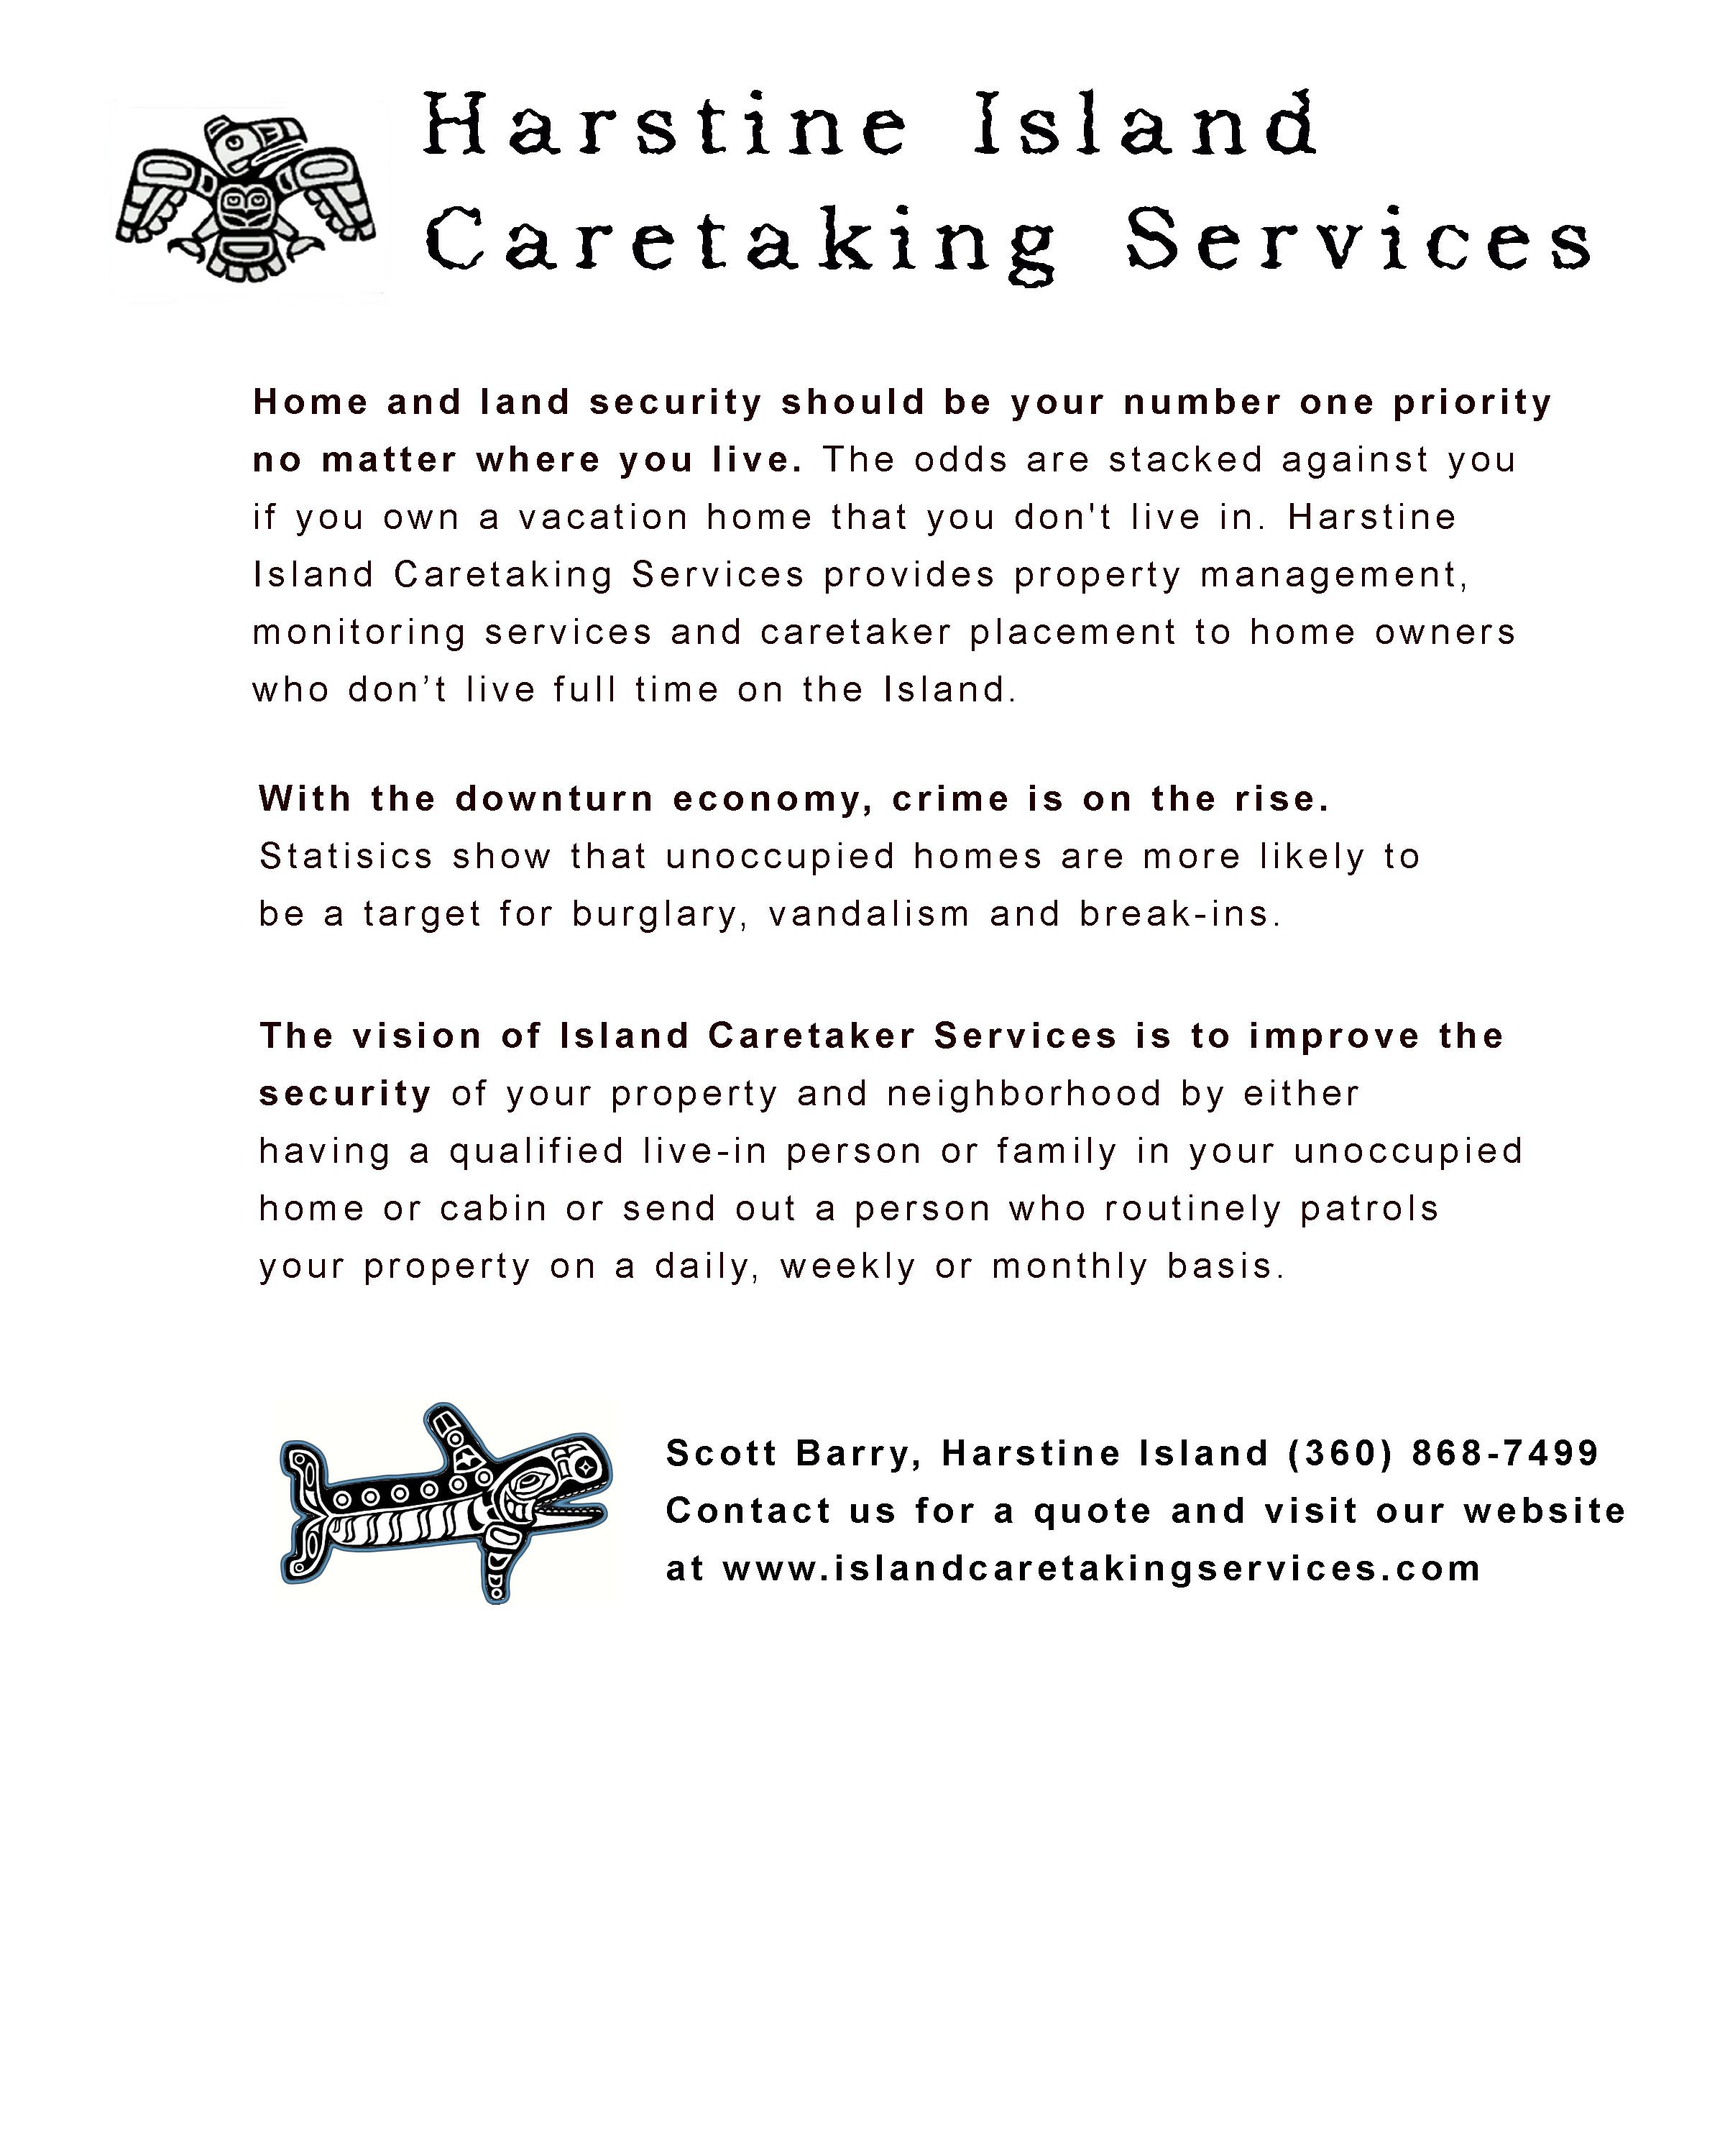 Harstine Island
Caretaking Services
Home and land security should be your number one priority
no matter where you live. The odds are stacked against you
if you own a vacation home that you don't live in. Harstine
Island Caretaking Services provides property management,
monitoring services and caretaker placement to home owners
who don’t live full time on the Island.
With the downturn economy, crime is on the rise.
Statisics show that unoccupied homes are more likely to
be a target for burglary, vandalism and break-ins.
The vision of Island Caretaker Services is to improve the
security of your property and neighborhood by either
having a qualified live-in person or family in your unoccupied
home or cabin or send out a person who routinely patrols
your property on a daily, weekly or monthly basis.
Scott Barry, Harstine Island (360) 868-7499
Contact us for a quote and visit our website
at www.islandcaretakingservices.com